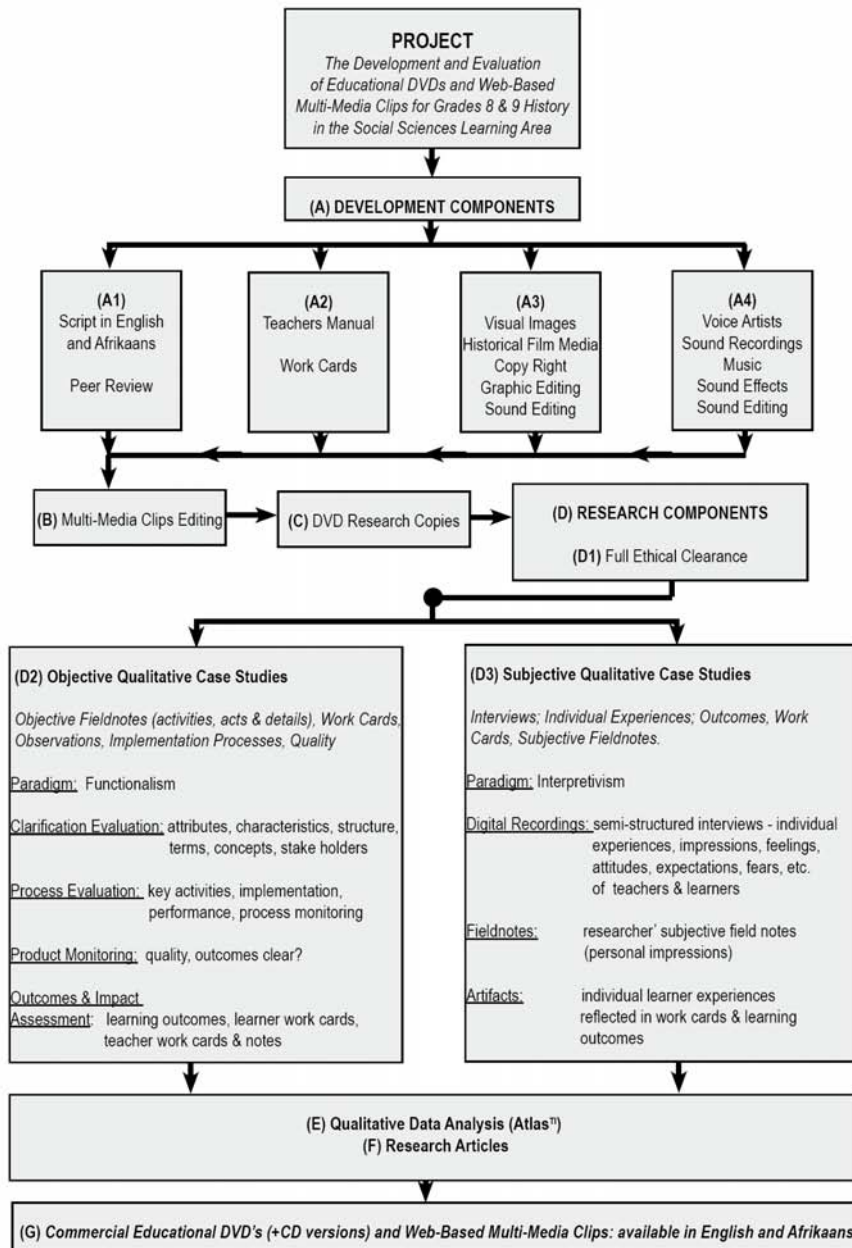 PROJECT
The Development and Evaluation
of Educational DVDs and Web-Based
Multi-Media Clips for Grades 8 & 9 History
in the Social Sciences Learning Area
(A) DEVELOPMENT COMPONENTS
(A1)
Script in English
and Afrikaans
Peer Review
(A2)
Teachers Manual
Work Cards
(A3)
Visual Images
Historical Film Media
Copy Right
Graphic Editing
Sound Editing
(A4)
Voice Artists
Sound Recordings
Music
Sound Effects
Sound Editing
(B) Multi-Media Clips Editing
(C) DVD Research Copies
(D) RESEARCH COMPONENTS
(D1) Full Ethical Clearance
(D2) Objective Qualitative Case Studies
Objective Fieldnotes (activities, acts & details), Work Cards,
Observations, Implementation Processes, Quality
Paradigm: Functionalism
Clarification Evaluation: attributes, characteristics, structure,
terms, concepts, stake holders
Process Evaluation: key activities, implementation,
performance, process monitoring
Product Monitoring: quality, outcomes clear?
Outcomes & Impact
Assessment: learning outcomes, learner work cards,
teacher work cards & notes
(D3) Subjective Qualitative Case Studies
Interviews; Individual Experiences; Outcomes, Work
Cards, Subjective Fieldnotes.
Paradigm: Interpretivism
Digital Recordings: semi-structured interviews - individual
experiences, impressions, feelings,
attitudes, expectations, fears, etc.
of teachers & learners
Fieldnotes: researcher' subjective field notes
(personal impressions)
Artifacts: individual learner experiences
reflected in work cards & learning
outcomes
(E) Qualitative Data Analysis (Atlas™)
(F) Research Articles
(G) Commercial Educational DVD's (+CD versions) and Web-Based Multi-Media Clips: available in English and Afrikaans